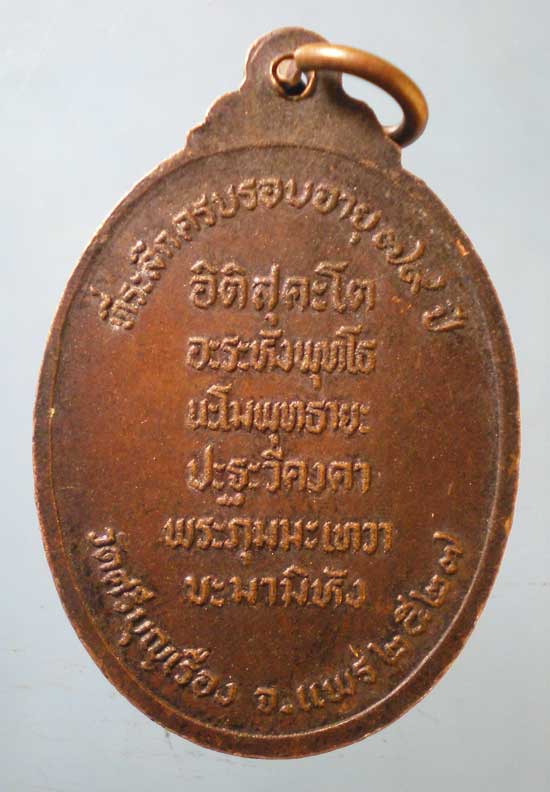 ที่ระลึกครบรอบอายุ ๗๙ ปี
อิติสุคะโต
อะระหังพุทโธ
นะโมพุทธายะ
ปะฐะวีคงคา
พระภุมมะเทวา
ขะมามิหัง
วัดศรีบุญเรือง จ.แพร่ ๒๕๒๗